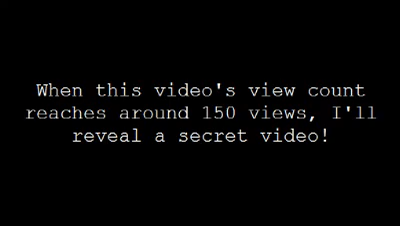 When this video's view count
reaches around 150 views, I'll
reveal a secret video!